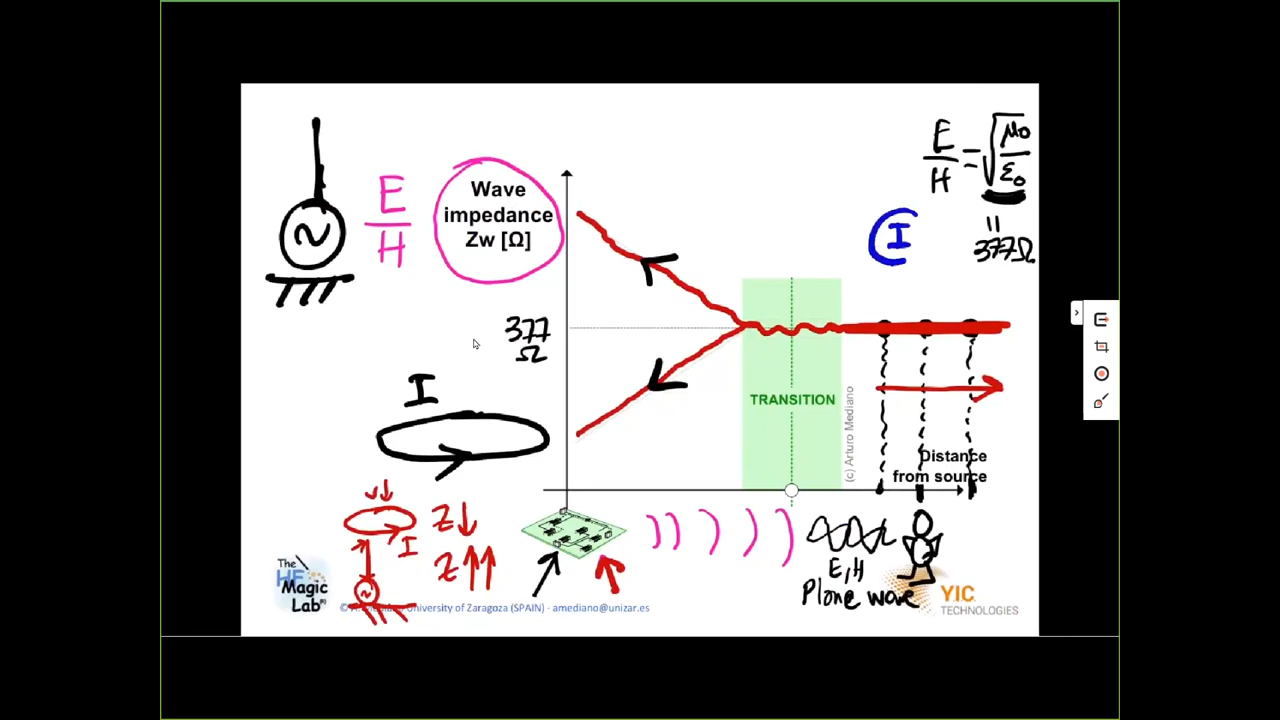 E
H
Wave
impedance
Zw [Ω]
E/H = √(μ0/ε0)
"
377Ω
I
377
Ω
I
TRANSITION
(c) Arturo Mediano
Distance
from source
I
Z↓
Z↑↑
E,H
Plane wave
The
HF
Magic
Lab
University of Zaragoza (SPAIN) - amediano@unizar.es
Y.I.C.
TECHNOLOGIES